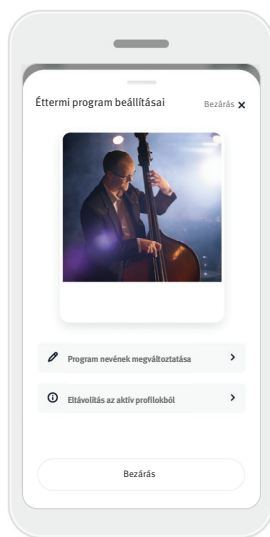 Éttermi program beállításai
Bezárás ×
Program nevének megváltoztatása
Eltávolítás az aktív profilokból
Bezárás